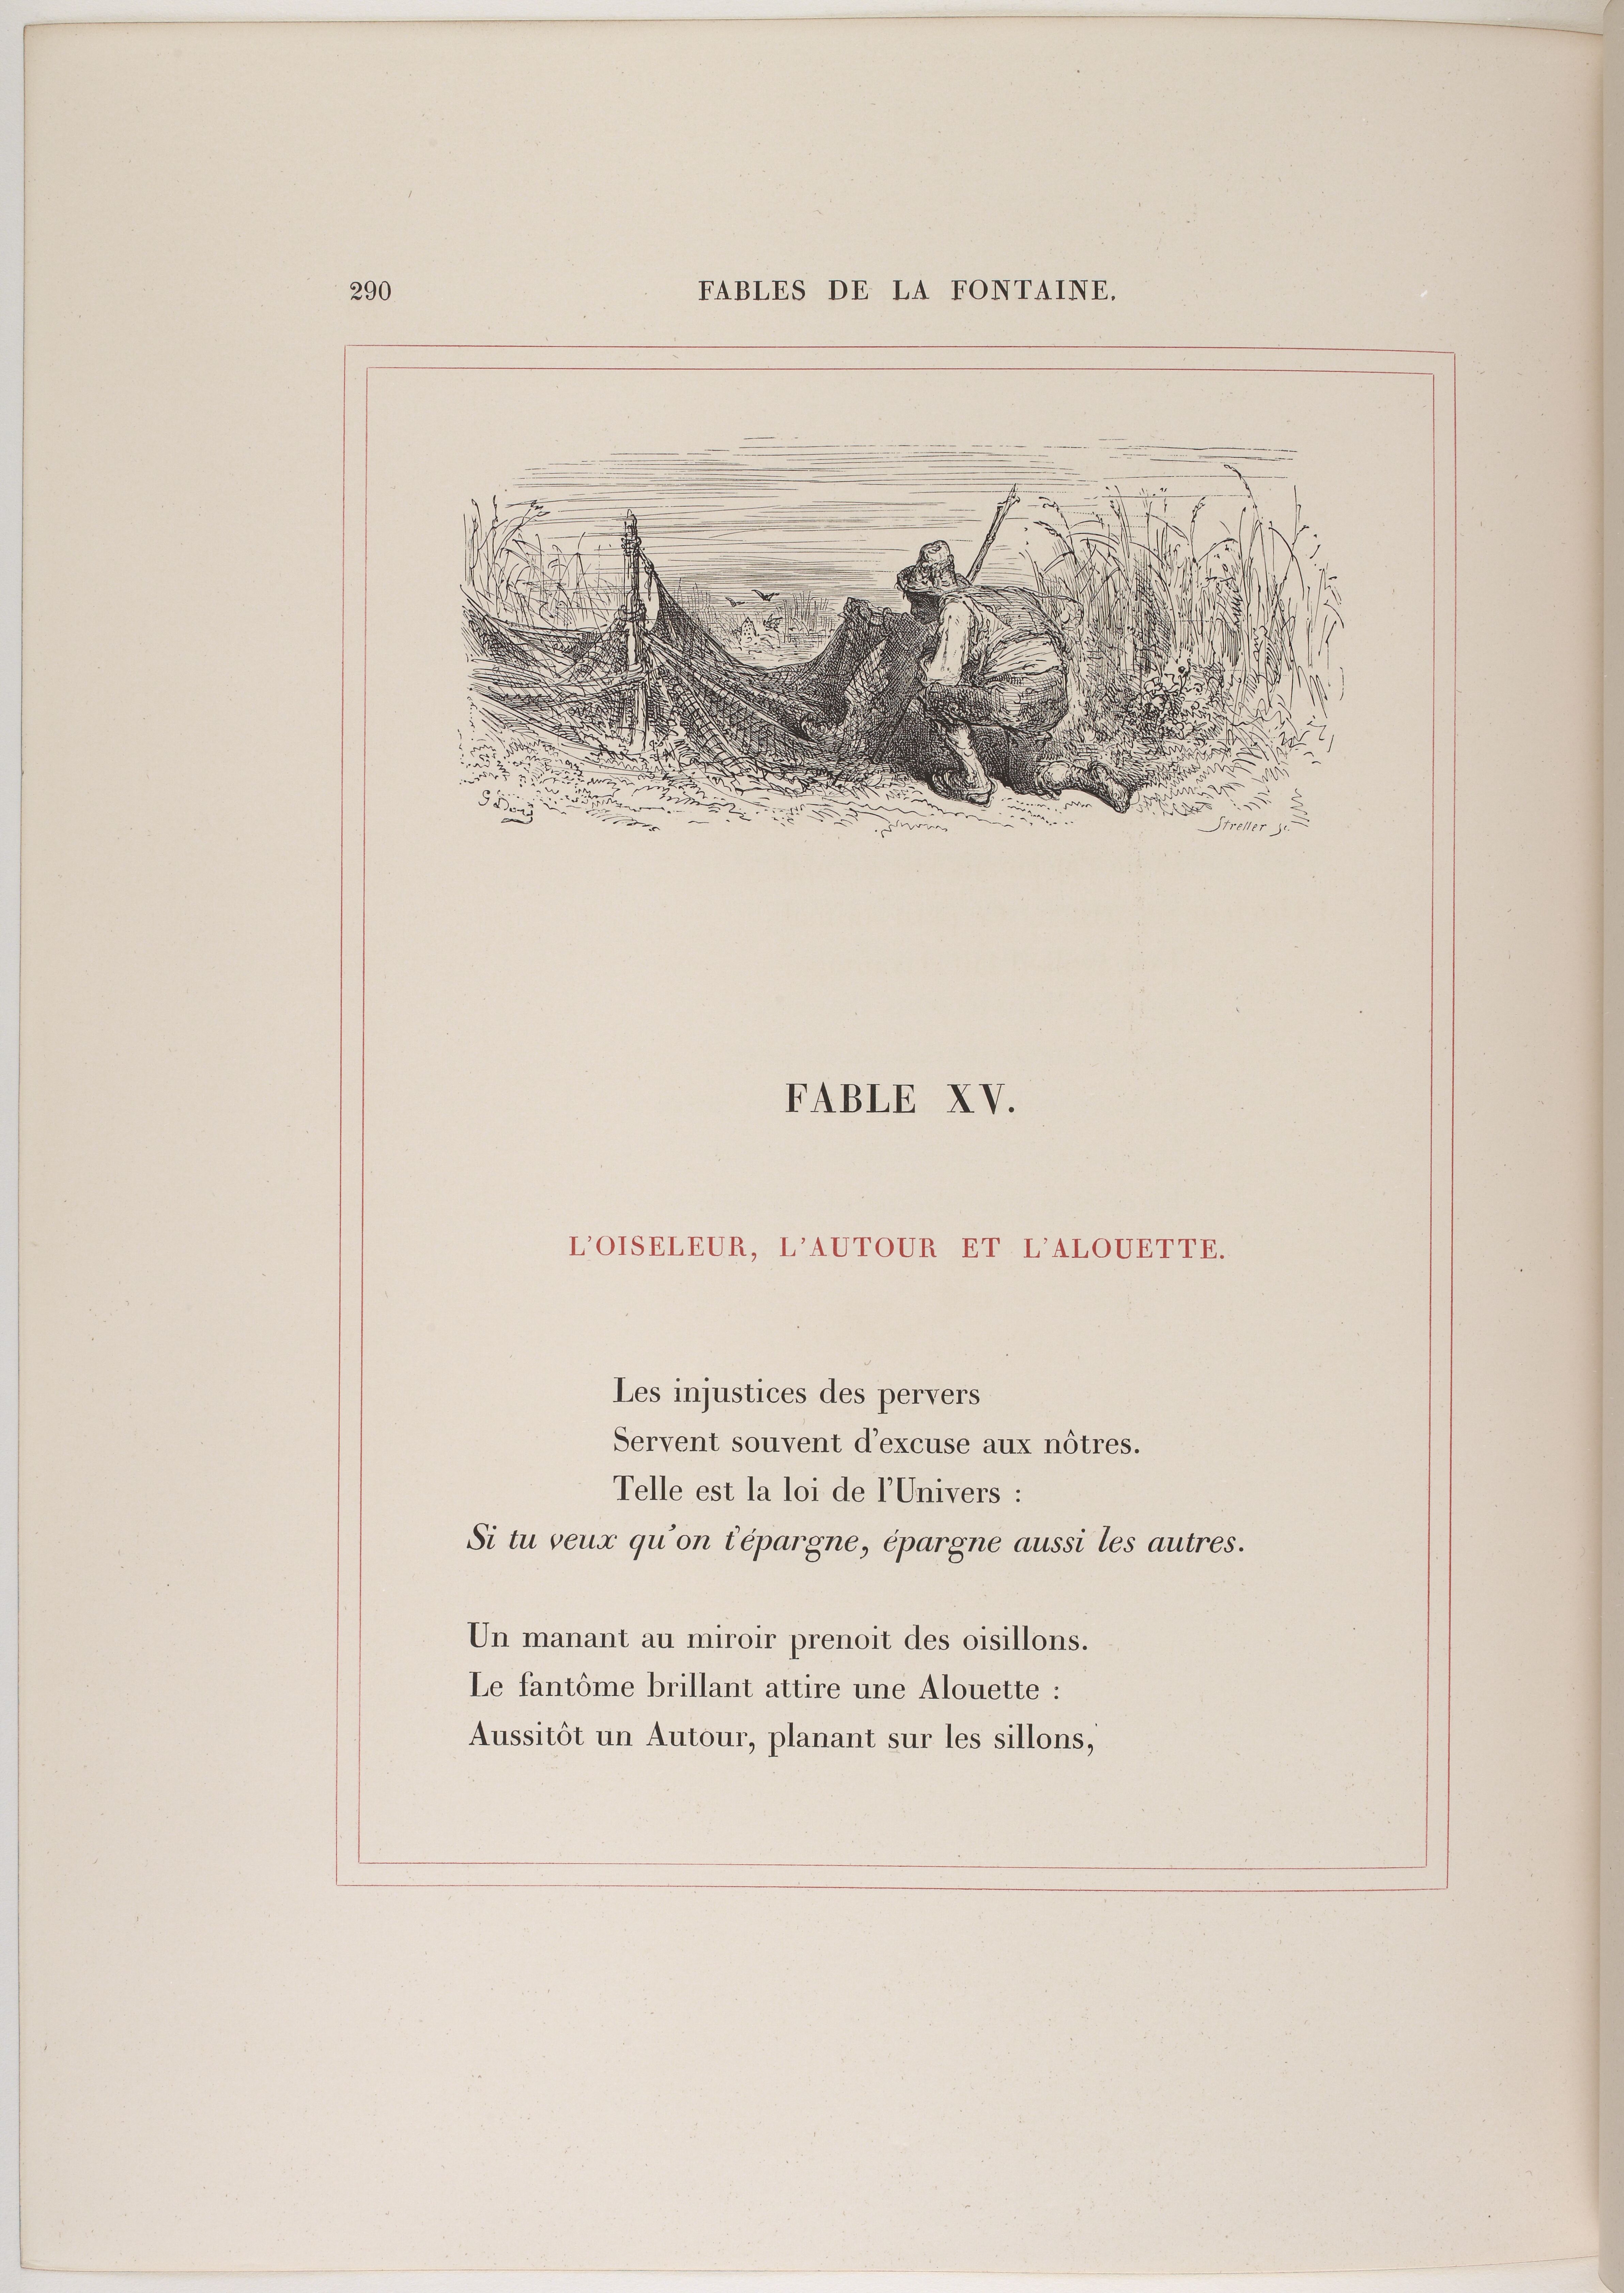 290 FABLES DE LA FONTAINE.
G. Doré
Streller sc.
FABLE XV.
L'OISELEUR, L'AUTOUR ET L'ALOUETTE.
Les injustices des pervers
Servent souvent d'excuse aux nôtres.
Telle est la loi de l'Univers :
Si tu veux qu'on t'épargne, épargne aussi les autres.
Un manant au miroir prenoit des oisillons.
Le fantôme brillant attire une Alouette :
Aussitôt un Autour, planant sur les sillons,